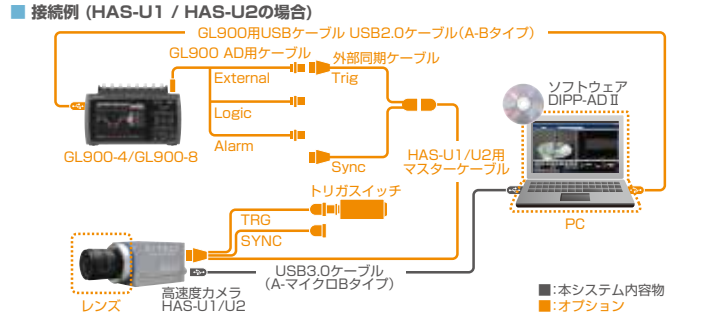 ■ 接続例 (HAS-U1 / HAS-U2の場合)
GL900用USBケーブル USB2.0ケーブル(A-Bタイプ)
GL900 AD用ケーブル
外部同期ケーブル
External
Trig
Logic
Alarm
Sync
GL900-4/GL900-8
ソフトウェア
DIPP-ADⅡ
HAS-U1/U2用
マスターケーブル
PC
トリガスイッチ
TRG
SYNC
USB3.0ケーブル
(A-マイクロBタイプ)
レンズ
高速度カメラ
HAS-U1/U2
■:本システム内容物
■:オプション